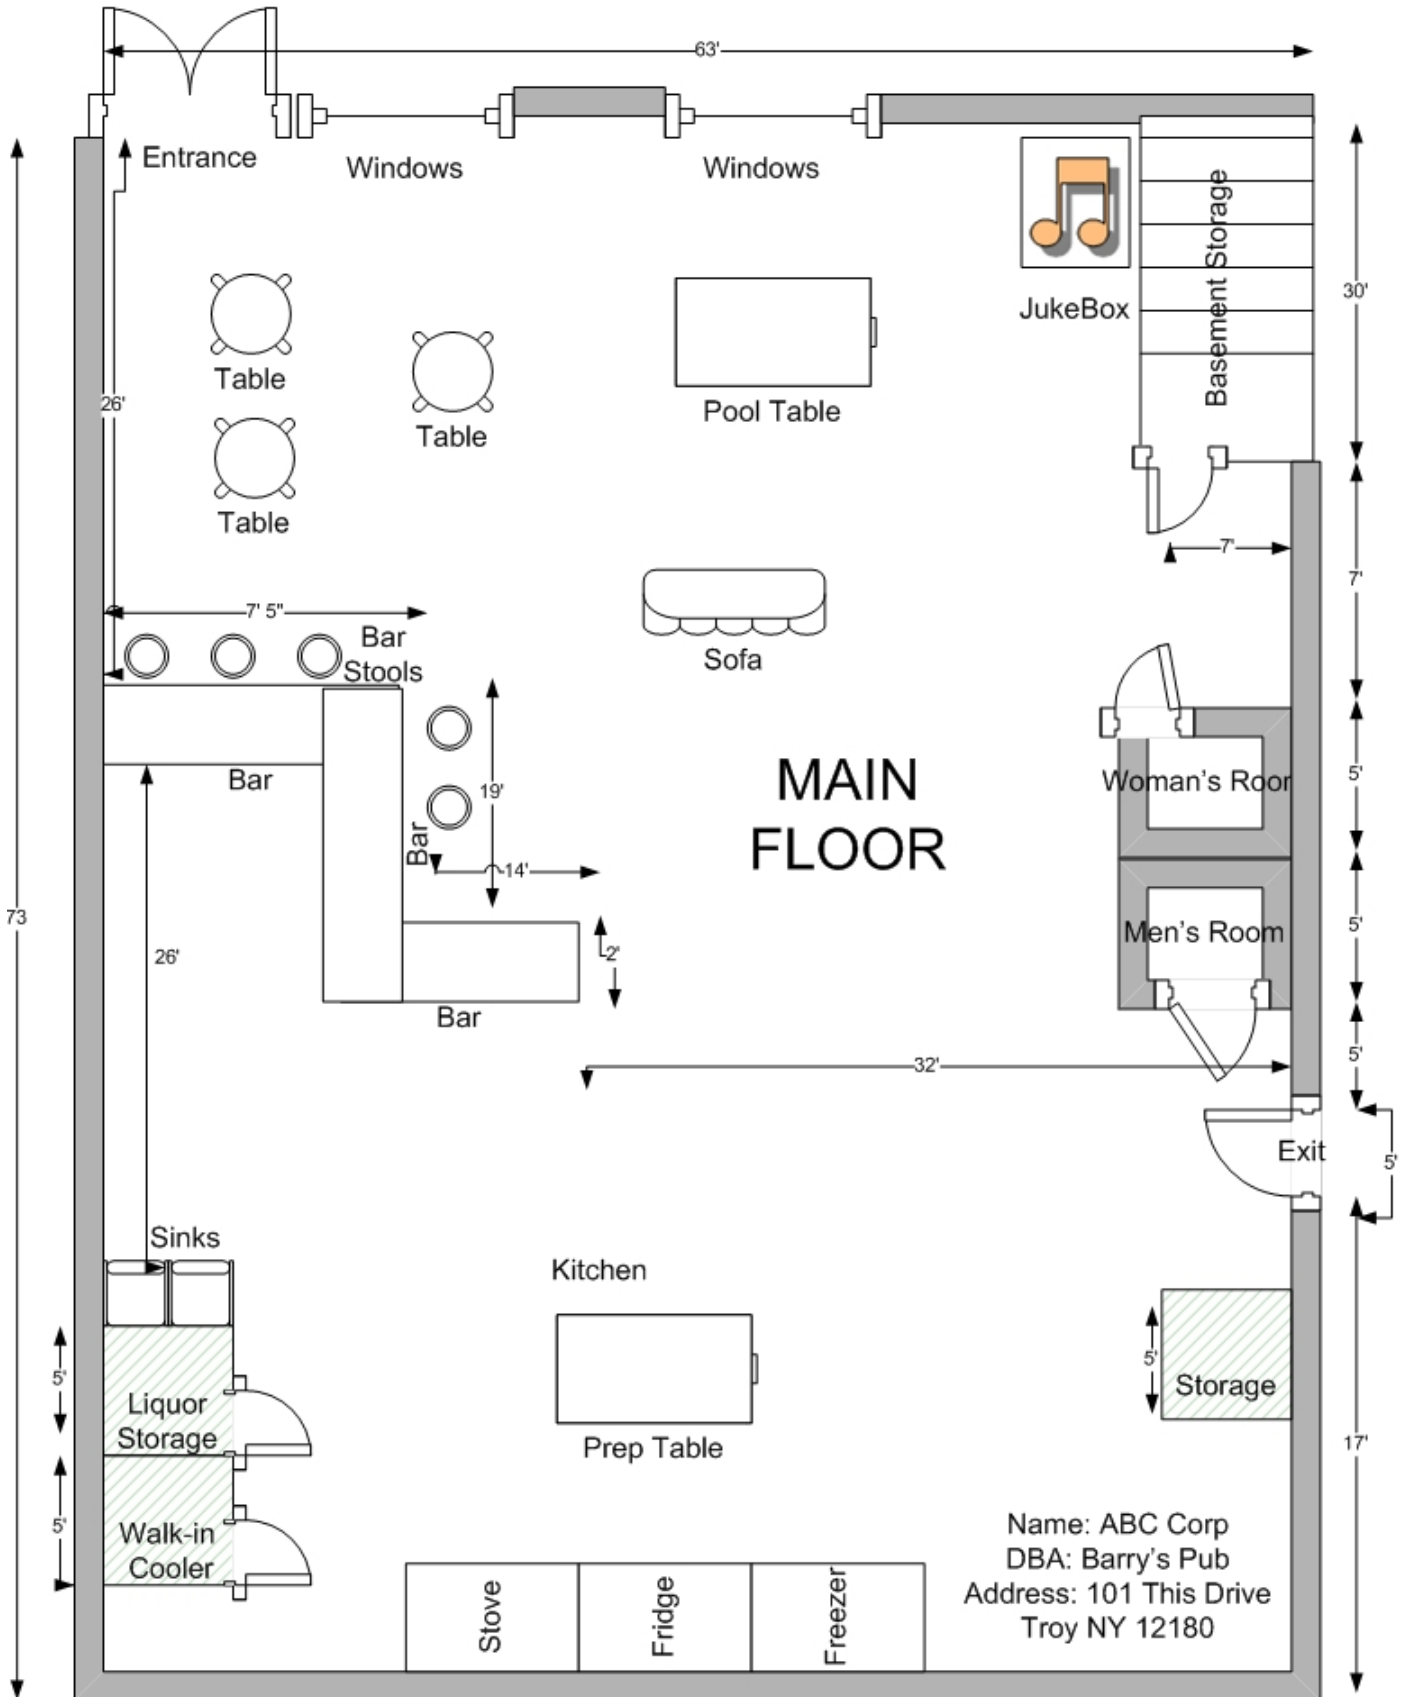 63'
Entrance
Windows
Windows
Basement Storage
30'
JukeBox
Table
26'
Pool Table
Table
Table
7'
7'
7' 5"
Bar
Stools
Sofa
Bar
MAIN
FLOOR
Woman's Roor
5'
19'
Bar
14'
73
26'
2'
Men's Room
5'
Bar
5'
32'
Exit
5'
Sinks
Kitchen
5'
5'
Storage
Liquor
Storage
Prep Table
17'
5'
Walk-in
Cooler
Name: ABC Corp
DBA: Barry's Pub
Address: 101 This Drive
Troy NY 12180
Stove
Fridge
Freezer